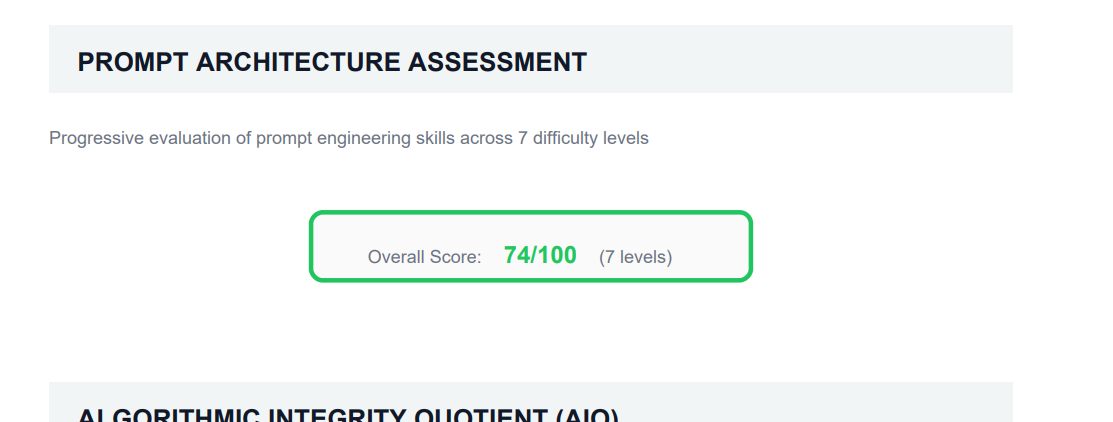 PROMPT ARCHITECTURE ASSESSMENT
Progressive evaluation of prompt engineering skills across 7 difficulty levels
Overall Score: 74/100 (7 levels)
ALGORITHMIC INTEGRITY QUOTIENT (AIQ)